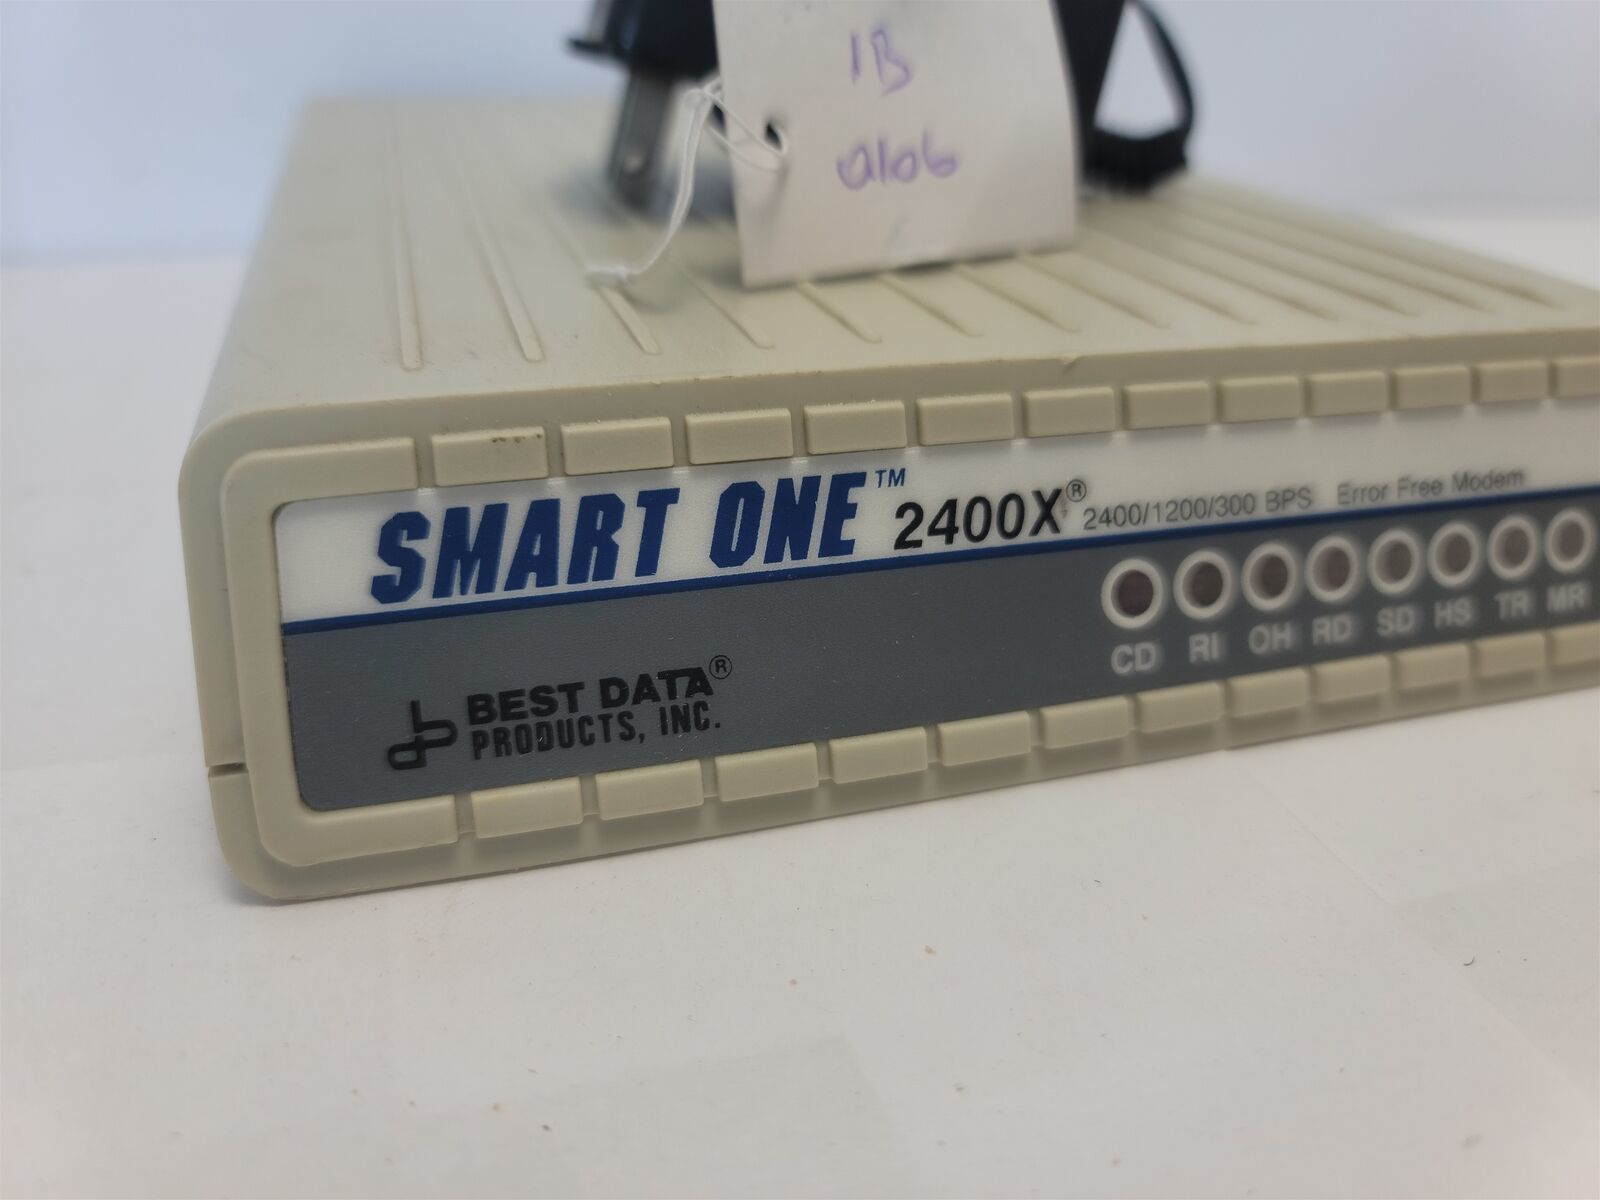 1B
a106
SMART ONE™ 2400X® 2400/1200/300 BPS Error Free Modem
CD RI OH RD SD HS TR MR
BEST DATA®
PRODUCTS, INC.